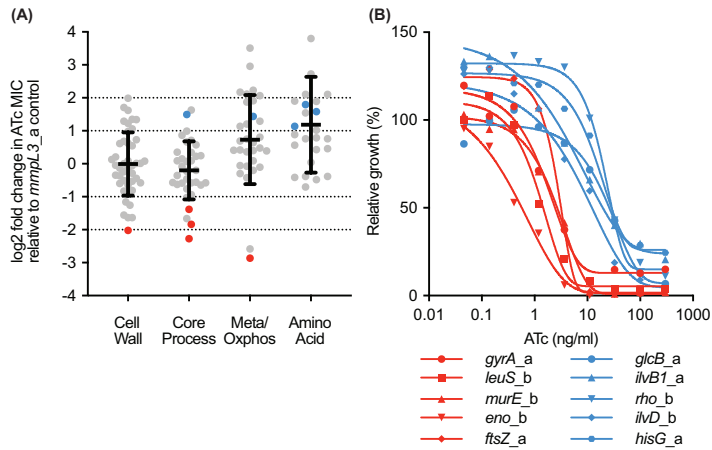 (A)
log2 fold change in ATc MIC
relative to mmpL3_a control
4
3
2
1
0
-1
-2
-3
-4
Cell
Wall
Core
Process
Meta/
Oxphos
Amino
Acid
(B)
Relative growth (%)
150
100
50
0
0.01
0.1
1
10
100
1000
ATc (ng/ml)
gyrA_a
leuS_b
murE_b
eno_b
ftsZ_a
glcB_a
ilvB1_a
rho_b
ilvD_b
hisG_a